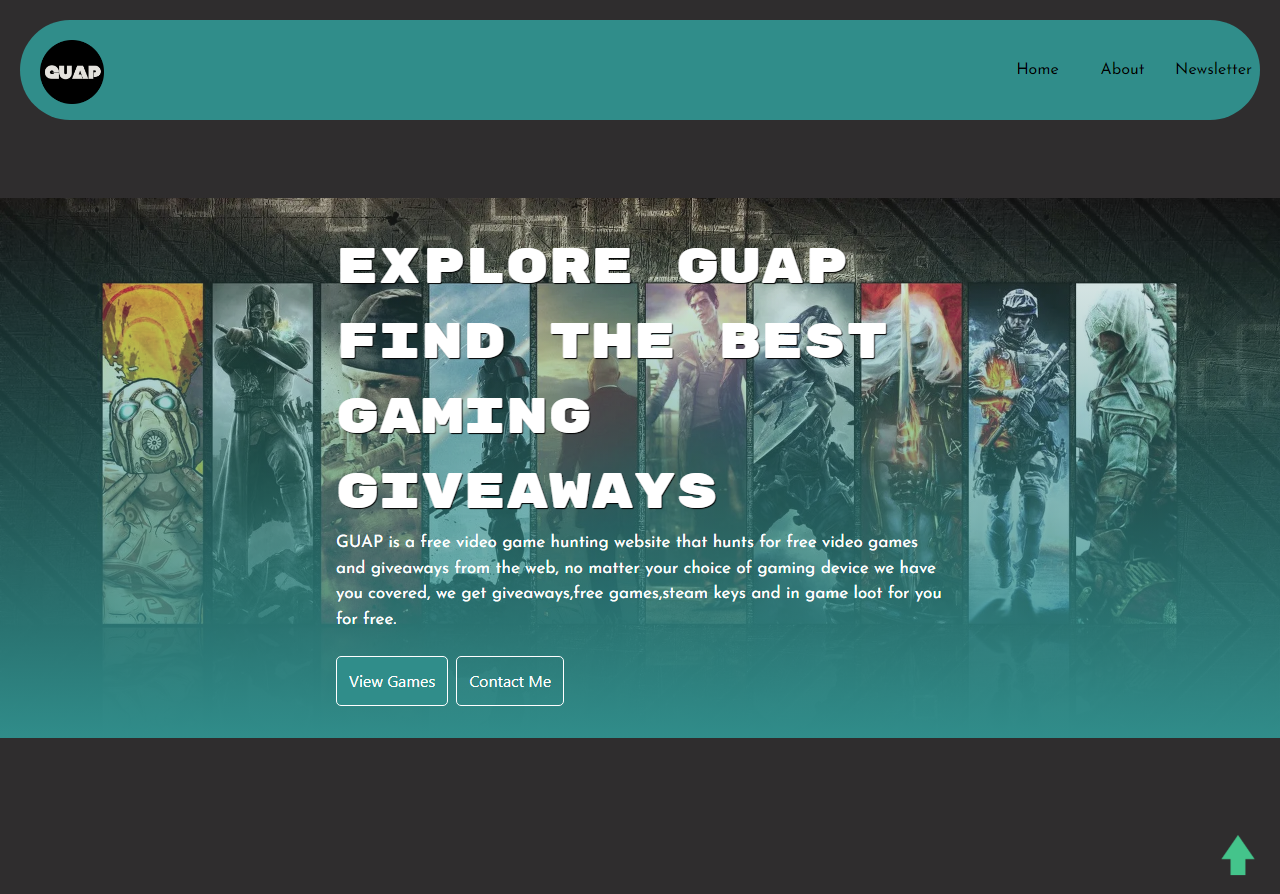 GUAP
Home About Newsletter
EXPLORE GUAP
FIND THE BEST
GAMING
GIVEAWAYS
GUAP is a free video game hunting website that hunts for free video games
and giveaways from the web, no matter your choice of gaming device we have
you covered, we get giveaways,free games,steam keys and in game loot for you
for free.
View Games Contact Me